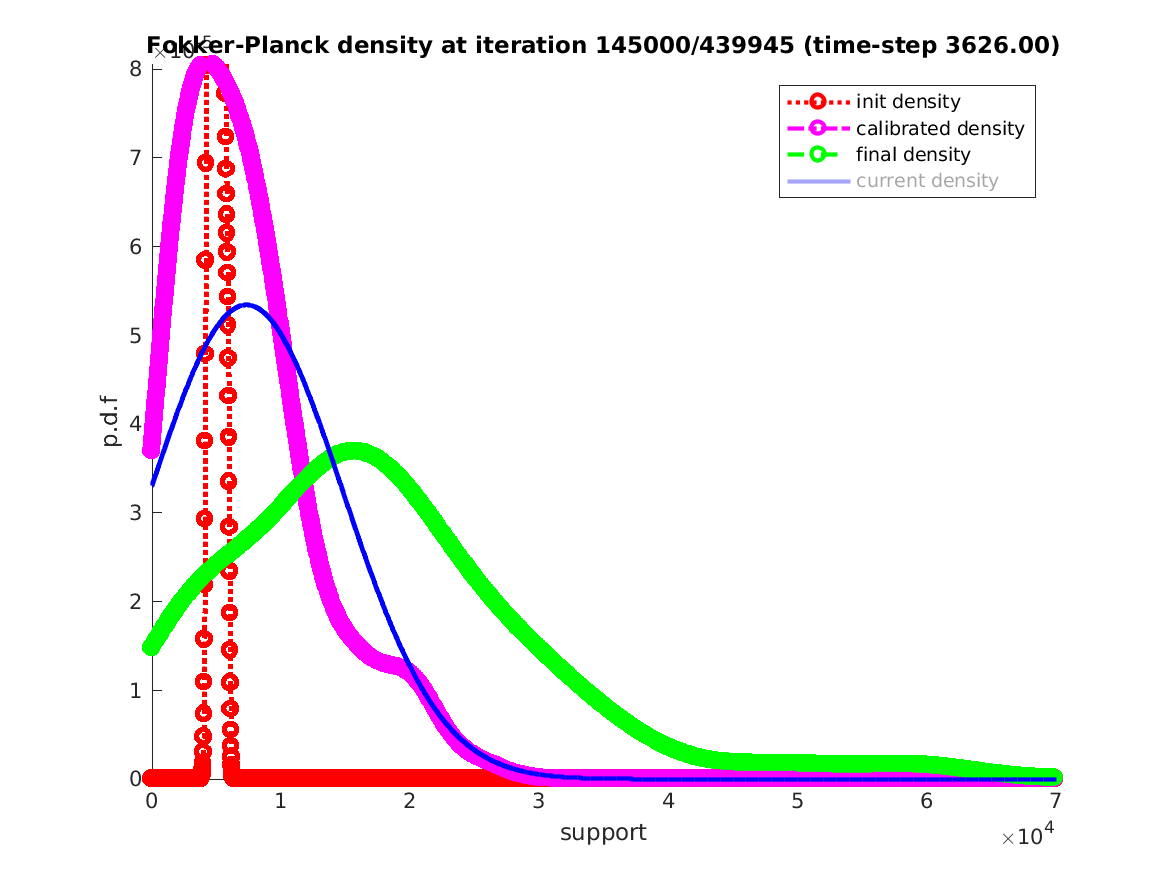 Fokker-Planck density at iteration 145000/439945 (time-step 3626.00)
8
7
6
5
4
3
2
1
0
p.d.f
init density
calibrated density
final density
current density
0 1 2 3 4 5 6 7
support
×10^4